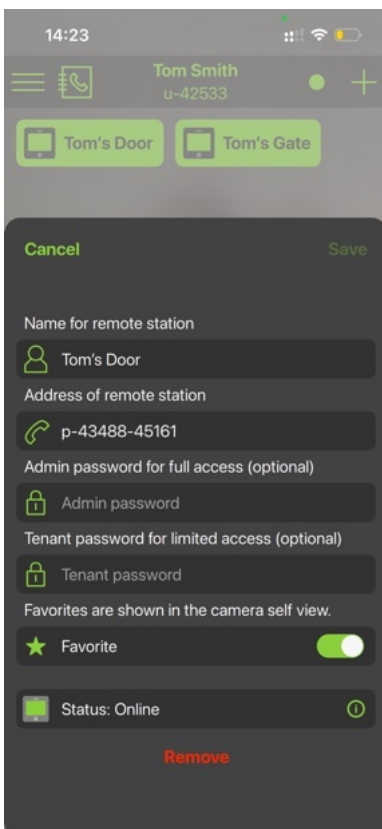 14:23
Tom Smith
u-42533
Tom's Door
Tom's Gate
Cancel
Save
Name for remote station
Tom's Door
Address of remote station
p-43488-45161
Admin password for full access (optional)
Admin password
Tenant password for limited access (optional)
Tenant password
Favorites are shown in the camera self view.
Favorite
Status: Online
Remove